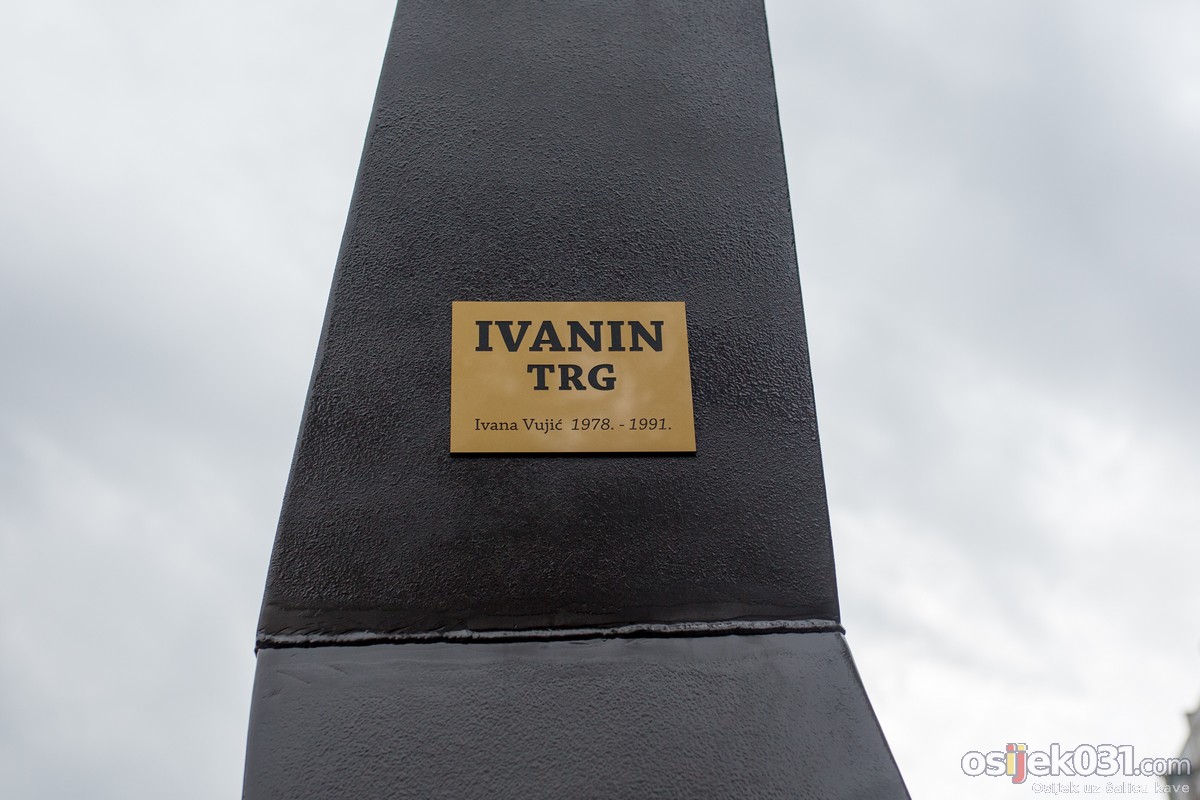 IVANIN
TRG
Ivana Vujić 1978. - 1991.
osijek031.com
Osijek uz šalicu kave